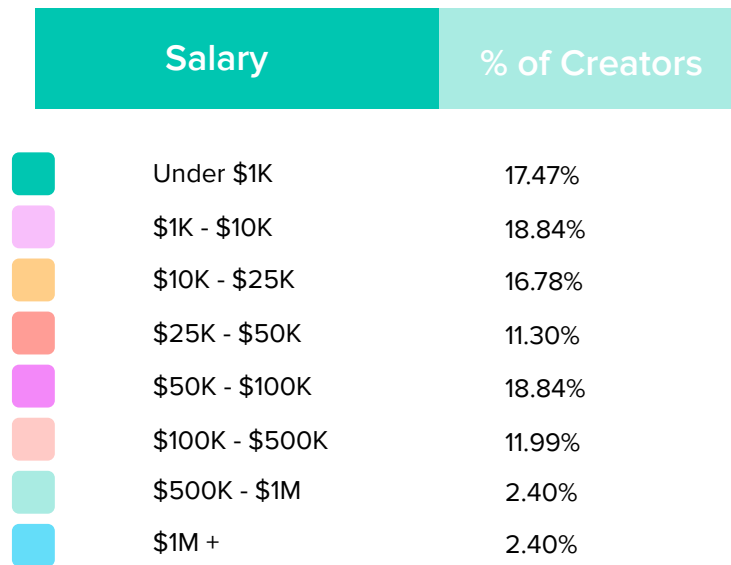 Salary % of Creators
Under $1K 17.47%
$1K - $10K 18.84%
$10K - $25K 16.78%
$25K - $50K 11.30%
$50K - $100K 18.84%
$100K - $500K 11.99%
$500K - $1M 2.40%
$1M + 2.40%